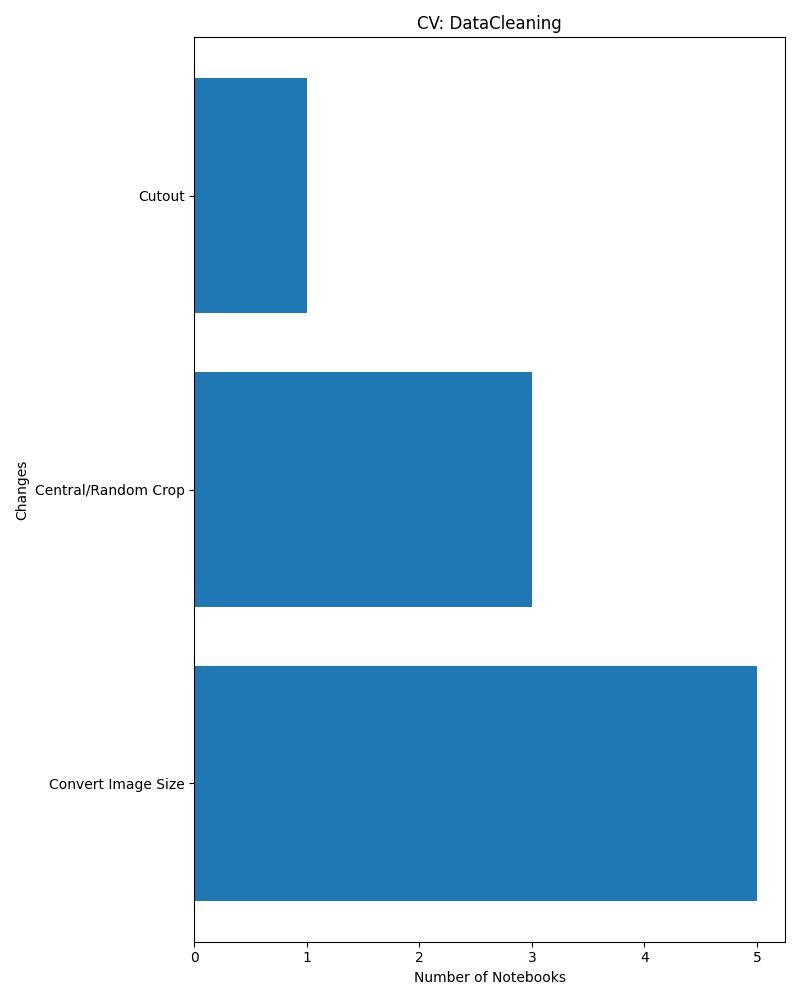 CV: DataCleaning
Cutout
Central/Random Crop
Convert Image Size
Changes
0 1 2 3 4 5
Number of Notebooks